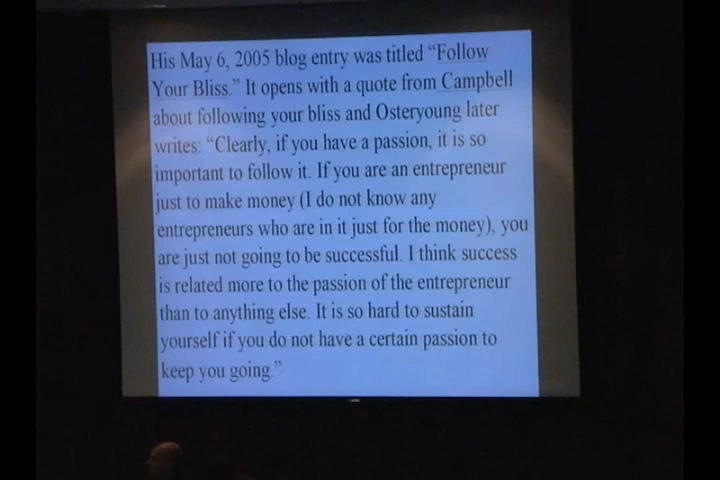 His May 6, 2005 blog entry was titled “Follow
Your Bliss.” It opens with a quote from Campbell
about following your bliss and Osteryoung later
writes: “Clearly, if you have a passion, it is so
important to follow it. If you are an entrepreneur
just to make money (I do not know any
entrepreneurs who are in it just for the money), you
are just not going to be successful. I think success
is related more to the passion of the entrepreneur
than to anything else. It is so hard to sustain
yourself if you do not have a certain passion to
keep you going.”